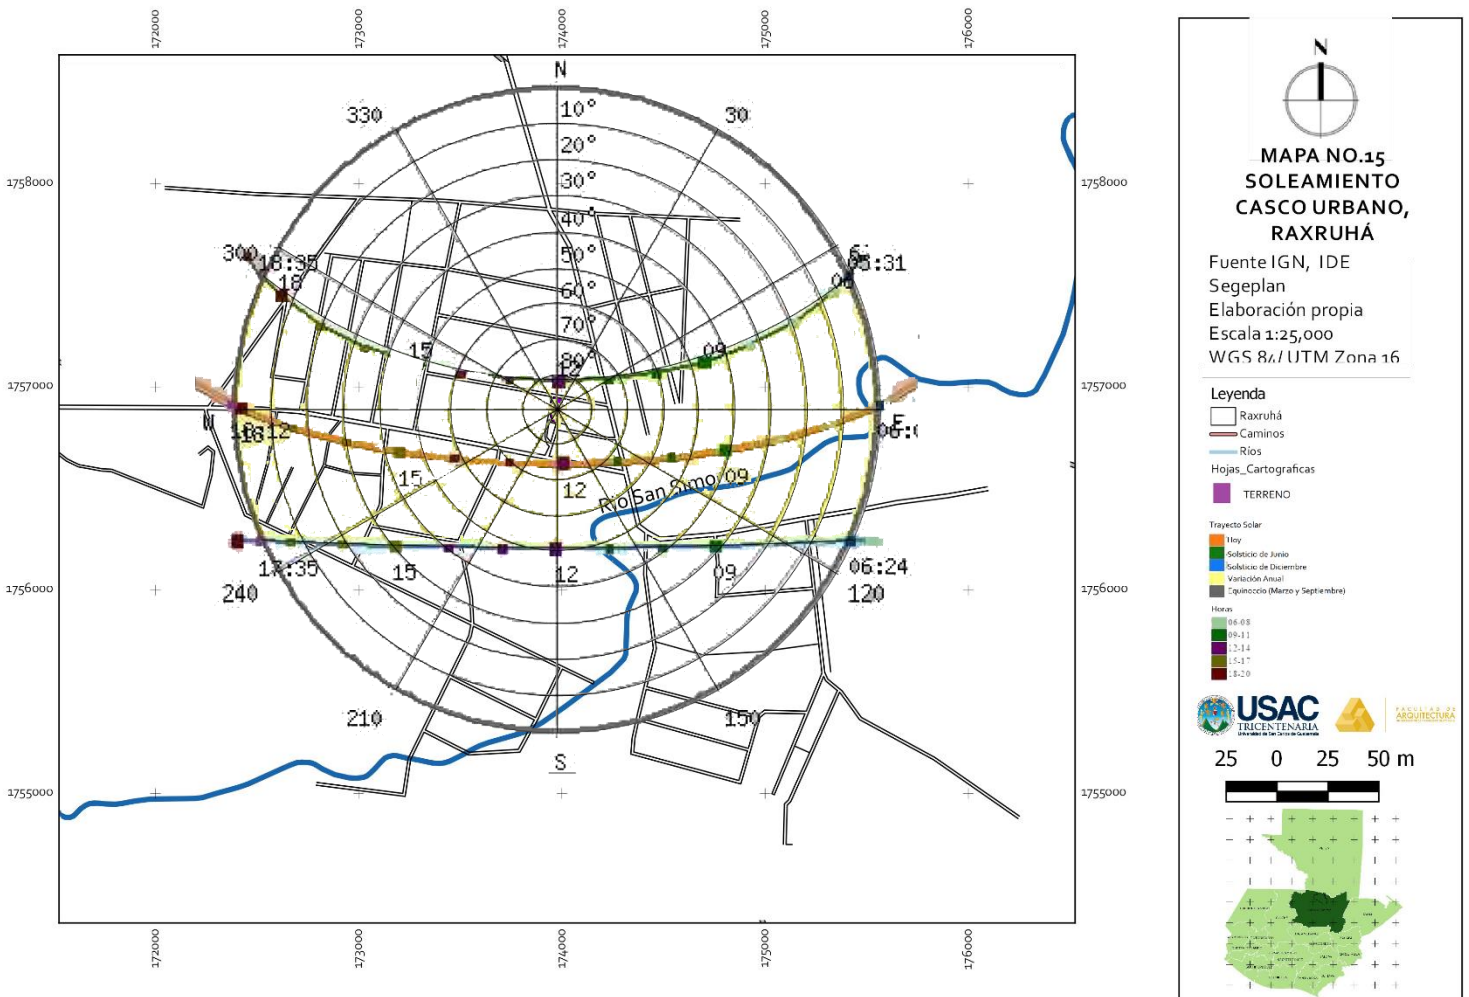 172000
173000
174000
175000
176000
N
10°
330
30
20°
30°
1758000
1758000
40°
300
50°
18:35
05:31
18
06
60°
70°
15
09
80°
1757000
1757000
E
18
15
12
09
Río San Simón
17:35
15
12
09
06:24
240
120
1756000
1756000
210
150
S
1755000
1755000
172000
173000
174000
175000
176000
N
MAPA NO.15
SOLEAMIENTO
CASCO URBANO,
RAXRUHÁ
Fuente IGN, IDE
Segeplan
Elaboración propia
Escala 1:25,000
WGS 84/ UTM Zona 16
Leyenda
Raxruhá
Caminos
Ríos
Hojas_Cartograficas
TERRENO
Trayecto Solar
Hoy
Solsticio de Junio
Solsticio de Diciembre
Variación Anual
Equinoccio (Marzo y Septiembre)
Horas
06-08
09-11
12-14
15-17
18-20
USAC
TRICENTENARIA
Universidad de San Carlos de Guatemala
FACULTAD DE
ARQUITECTURA
25 0 25 50 m